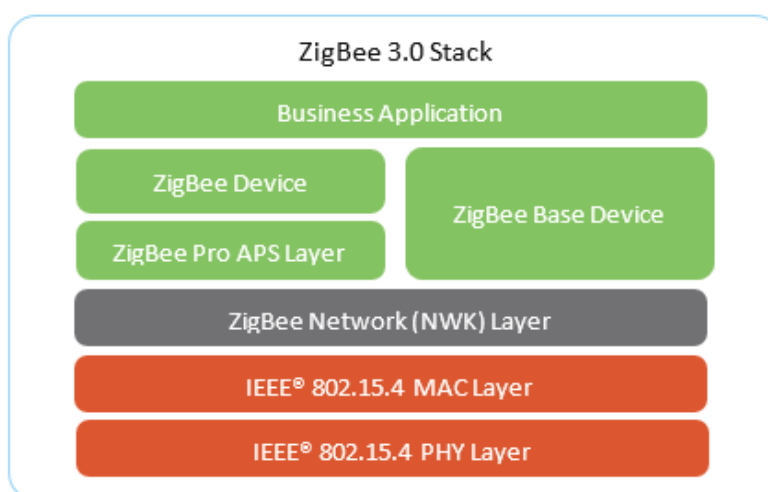 ZigBee 3.0 Stack
Business Application
ZigBee Device
ZigBee Base Device
ZigBee Pro APS Layer
ZigBee Network (NWK) Layer
IEEE® 802.15.4 MAC Layer
IEEE® 802.15.4 PHY Layer